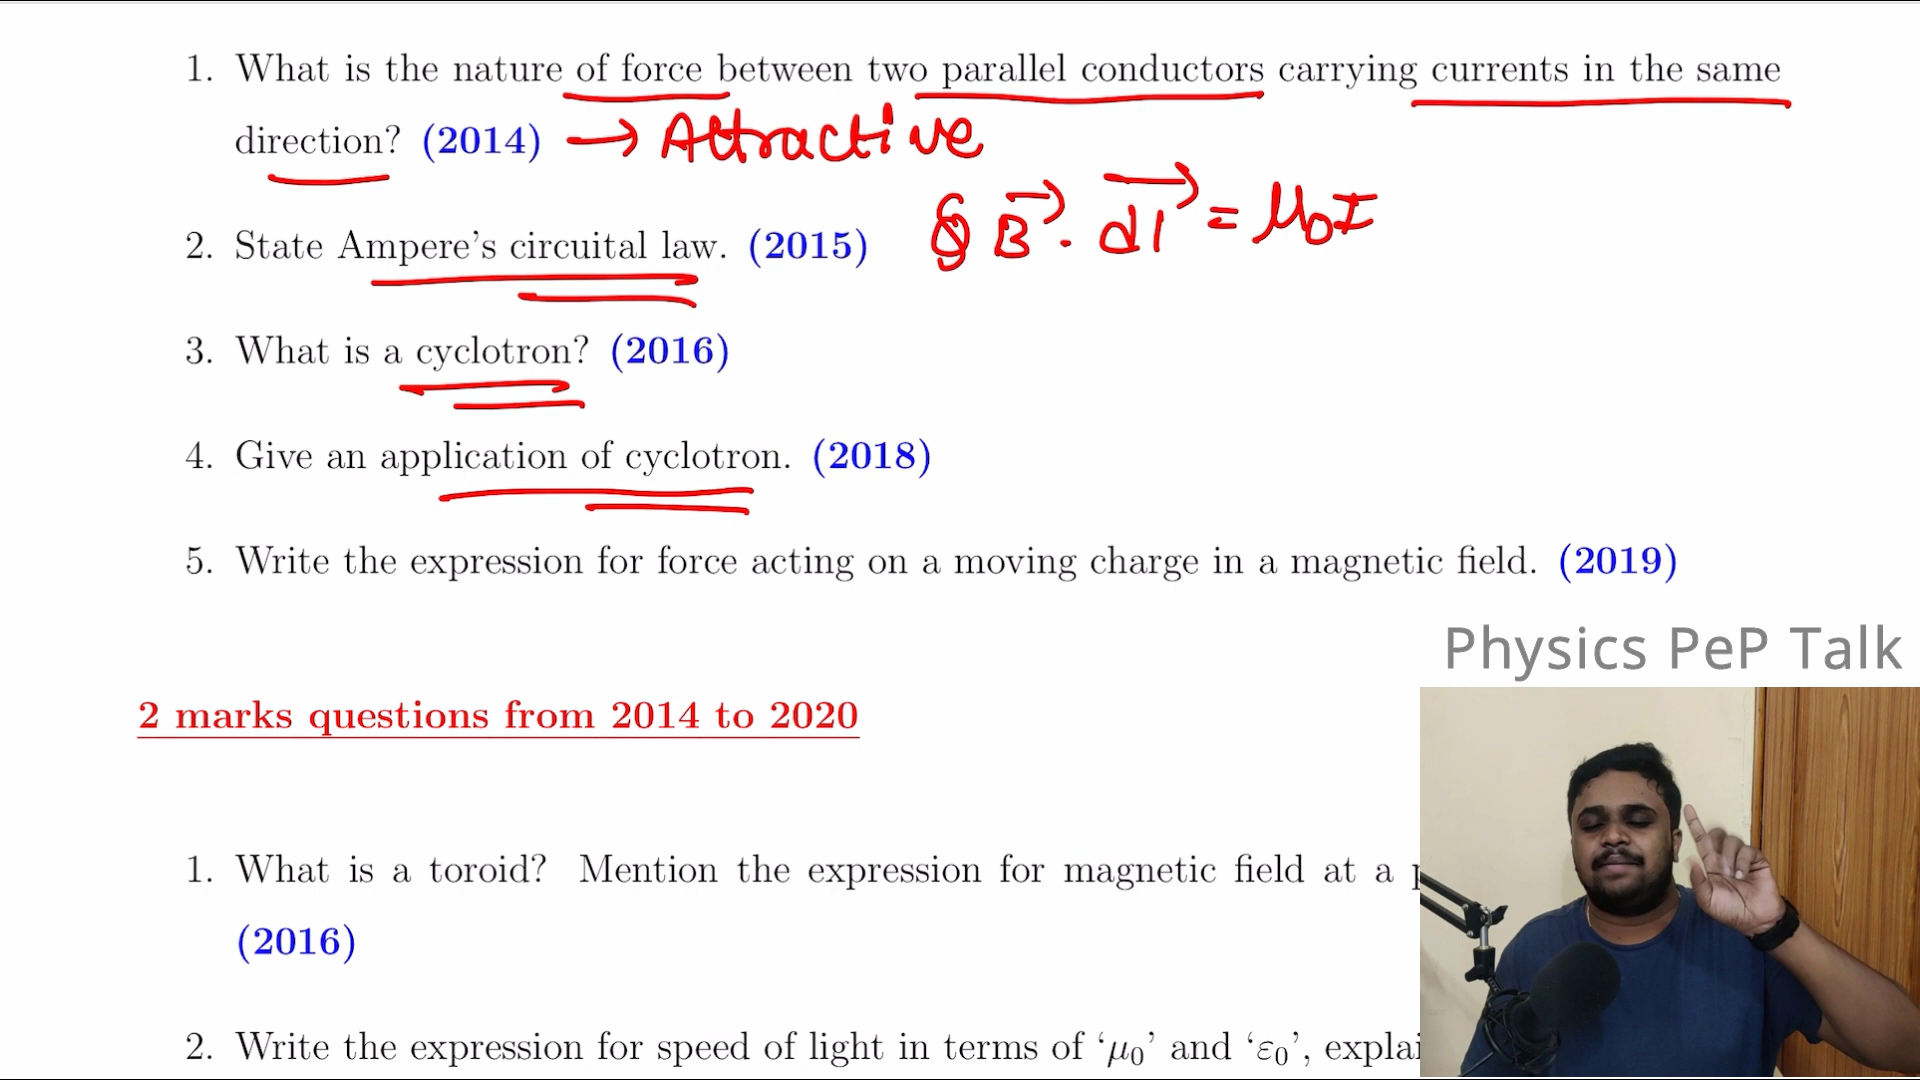 1. What is the nature of force between two parallel conductors carrying currents in the same
direction? (2014) → Attractive
2. State Ampere's circuital law. (2015) ∮ B⃗ . dl⃗ = μ₀I
3. What is a cyclotron? (2016)
4. Give an application of cyclotron. (2018)
5. Write the expression for force acting on a moving charge in a magnetic field. (2019)
Physics PeP Talk
2 marks questions from 2014 to 2020
1. What is a toroid? Mention the expression for magnetic field at a
(2016)
2. Write the expression for speed of light in terms of 'μ₀' and 'ε₀', explai